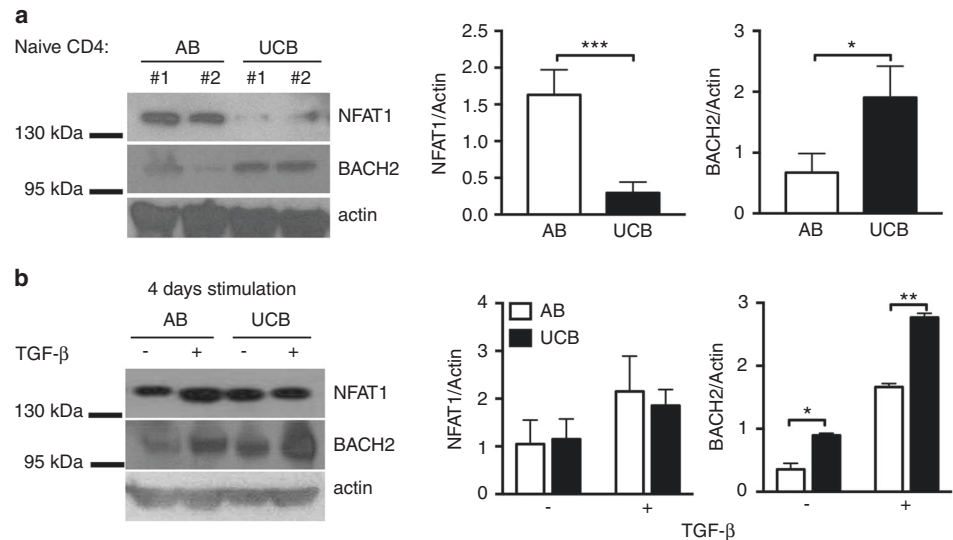 a
Naive CD4: AB UCB
#1 #2 #1 #2
NFAT1
130 kDa
BACH2
95 kDa
actin
NFAT1/Actin
2.5
2.0
1.5
1.0
0.5
0.0
***
AB UCB
BACH2/Actin
3
2
1
0
*
AB UCB
b
4 days stimulation
AB UCB
TGF-β - + - +
NFAT1
130 kDa
BACH2
95 kDa
actin
NFAT1/Actin
4
3
2
1
0
AB
UCB
- +
BACH2/Actin
3
2
1
0
*
**
- +
TGF-β